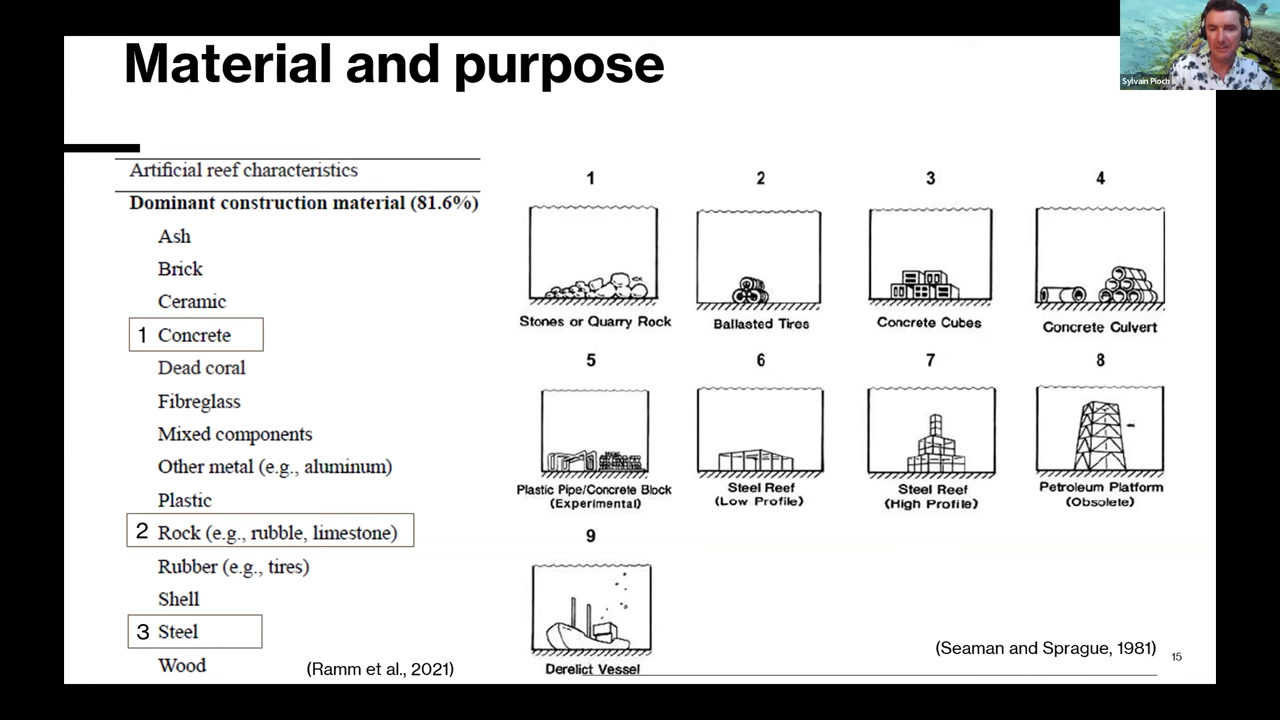 Material and purpose
Sylvain Pioch
Artificial reef characteristics
Dominant construction material (81.6%)
Ash
Brick
Ceramic
1 Concrete
Dead coral
Fibreglass
Mixed components
Other metal (e.g., aluminum)
Plastic
2 Rock (e.g., rubble, limestone)
Rubber (e.g., tires)
Shell
3 Steel
Wood
(Ramm et al., 2021)
1
2
3
4
Stones or Quarry Rock
Ballasted Tires
Concrete Cubes
Concrete Culvert
5
6
7
8
Plastic Pipe/Concrete Block
(Experimental)
Steel Reef
(Low Profile)
Steel Reef
(High Profile)
Petroleum Platform
(Obsolete)
9
Derelict Vessel
(Seaman and Sprague, 1981)
15